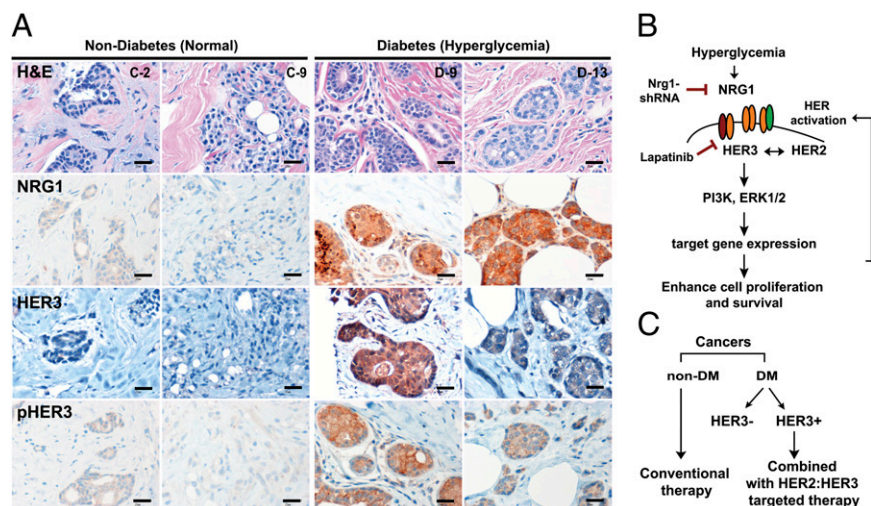 A
Non-Diabetes (Normal)
Diabetes (Hyperglycemia)
H&E
C-2
C-9
D-9
D-13
NRG1
HER3
pHER3
B
Hyperglycemia
Nrg1-
shRNA
NRG1
HER
activation
Lapatinib
HER3
HER2
PI3K, ERK1/2
target gene expression
Enhance cell proliferation
and survival
C
Cancers
non-DM
DM
HER3-
HER3+
Conventional
therapy
Combined
with HER2:HER3
targeted therapy